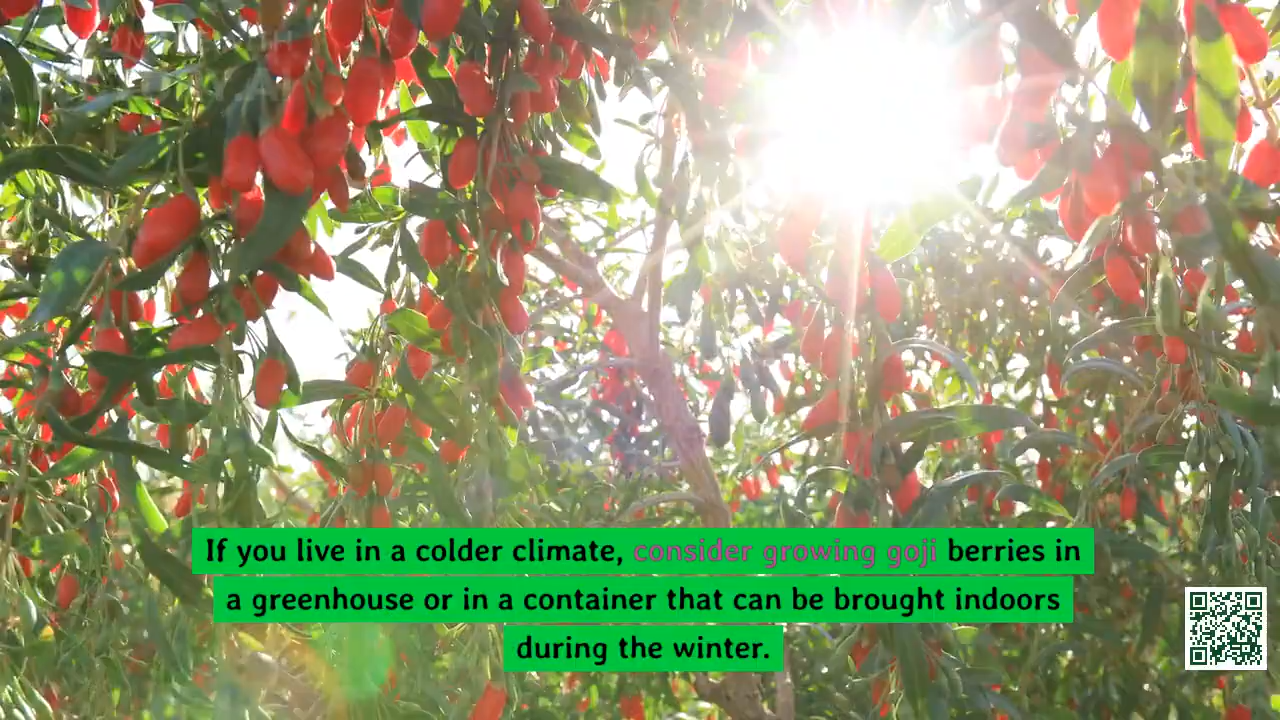 If you live in a colder climate, consider growing goji berries in
a greenhouse or in a container that can be brought indoors
during the winter.